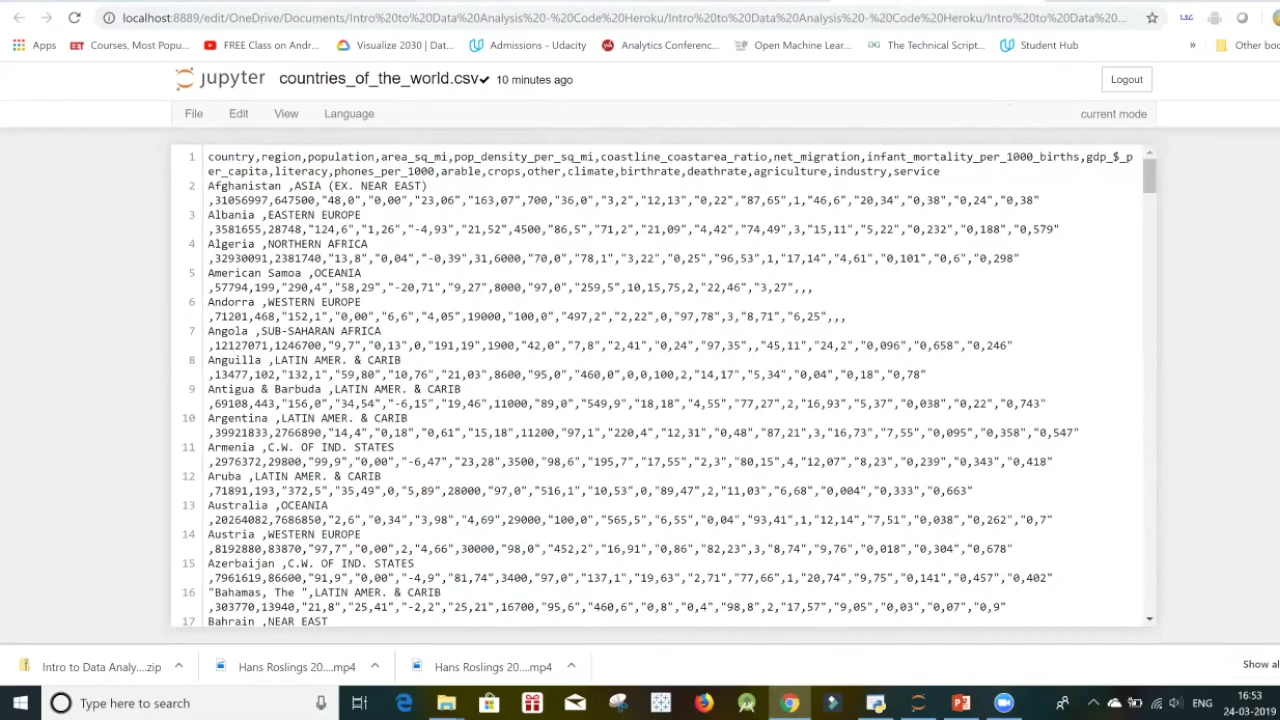 localhost:8889/edit/OneDrive/Documents/Intro%20to%20Data%20Analysis%20-%20Code%20Heroku/Intro%20to%20Data%20Analysis%20-%20Code%20Heroku/Intro%20to%20Data%20...
Apps Courses, Most Popu... FREE Class on Andr... Visualize 2030 | Dat... Admissions - Udacity Analytics Conferenc... Open Machine Lear... The Technical Script... Student Hub » Other boo
jupyter countries_of_the_world.csv✔ 10 minutes ago Logout
File Edit View Language current mode
1 country,region,population,area_sq_mi,pop_density_per_sq_mi,coastline_coastarea_ratio,net_migration,infant_mortality_per_1000_births,gdp_$_p
er_capita,literacy,phones_per_1000,arable,crops,other,climate,birthrate,deathrate,agriculture,industry,service
2 Afghanistan ,ASIA (EX. NEAR EAST)
,31056997,647500,"48,0","0,00","23,06","163,07",700,"36,0","3,2","12,13","0,22","87,65",1,"46,6","20,34","0,38","0,24","0,38"
3 Albania ,EASTERN EUROPE
,3581655,28748,"124,6","1,26","-4,93","21,52",4500,"86,5","71,2","21,09","4,42","74,49",3,"15,11","5,22","0,232","0,188","0,579"
4 Algeria ,NORTHERN AFRICA
,32930091,2381740,"13,8","0,04","-0,39",31,6000,"70,0","78,1","3,22","0,25","96,53",1,"17,14","4,61","0,101","0,6","0,298"
5 American Samoa ,OCEANIA
,57794,199,"290,4","58,29","-20,71","9,27",8000,"97,0","259,5",10,15,75,2,"22,46","3,27",,,
6 Andorra ,WESTERN EUROPE
,71201,468,"152,1","0,00","6,6","4,05",19000,"100,0","497,2","2,22",0,"97,78",3,"8,71","6,25",,,
7 Angola ,SUB-SAHARAN AFRICA
,12127071,1246700,"9,7","0,13",0,"191,19",1900,"42,0","7,8","2,41","0,24","97,35",,"45,11","24,2","0,096","0,658","0,246"
8 Anguilla ,LATIN AMER. & CARIB
,13477,102,"132,1","59,80","10,76","21,03",8600,"95,0","460,0",0,0,100,2,"14,17","5,34","0,04","0,18","0,78"
9 Antigua & Barbuda ,LATIN AMER. & CARIB
,69108,443,"156,0","34,54","-6,15","19,46",11000,"89,0","549,9","18,18","4,55","77,27",2,"16,93","5,37","0,038","0,22","0,743"
10 Argentina ,LATIN AMER. & CARIB
,39921833,2766890,"14,4","0,18","0,61","15,18",11200,"97,1","220,4","12,31","0,48","87,21",3,"16,73","7,55","0,095","0,358","0,547"
11 Armenia ,C.W. OF IND. STATES
,2976372,29800,"99,9","0,00","-6,47","23,28",3500,"98,6","195,7","17,55","2,3","80,15",4,"12,07","8,23","0,239","0,343","0,418"
12 Aruba ,LATIN AMER. & CARIB
,71891,193,"372,5","35,49",0,"5,89",28000,"97,0","516,1","10,53",0,"89,47",2,"11,03","6,68","0,004","0,333","0,663"
13 Australia ,OCEANIA
,20264082,7686850,"2,6","0,34","3,98","4,69",29000,"100,0","565,5","6,55","0,04","93,41",1,"12,14","7,51","0,038","0,262","0,7"
14 Austria ,WESTERN EUROPE
,8192880,83870,"97,7","0,00",2,"4,66",30000,"98,0","452,2","16,91","0,86","82,23",3,"8,74","9,76","0,018","0,304","0,678"
15 Azerbaijan ,C.W. OF IND. STATES
,7961619,86600,"91,9","0,00","-4,9","81,74",3400,"97,0","137,1","19,63","2,71","77,66",1,"20,74","9,75","0,141","0,457","0,402"
16 "Bahamas, The ",LATIN AMER. & CARIB
,303770,13940,"21,8","25,41","-2,2","25,21",16700,"95,6","460,6","0,8","0,4","98,8",2,"17,57","9,05","0,03","0,07","0,9"
17 Bahrain ,NEAR EAST
Intro to Data Analy....zip Hans Roslings 20....mp4 Hans Roslings 20....mp4 Show al
Type here to search ENG 16:53
24-03-2019